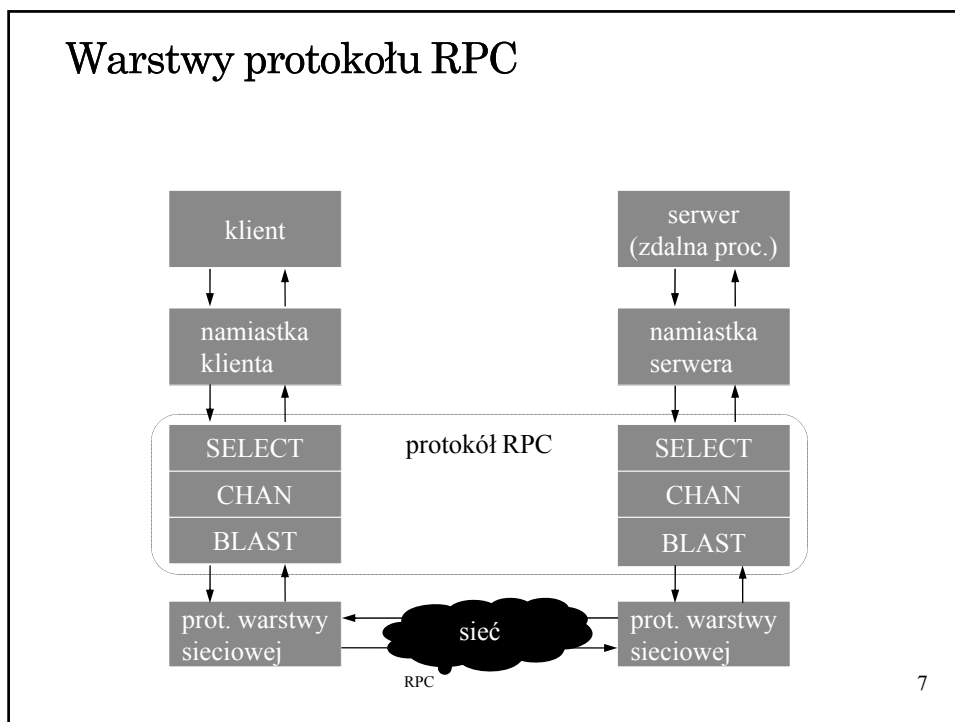 Warstwy protokołu RPC
klient
serwer
(zdalna proc.)
namiastka
klienta
namiastka
serwera
protokół RPC
SELECT
CHAN
BLAST
SELECT
CHAN
BLAST
prot. warstwy
sieciowej
sieć
prot. warstwy
sieciowej
RPC
7